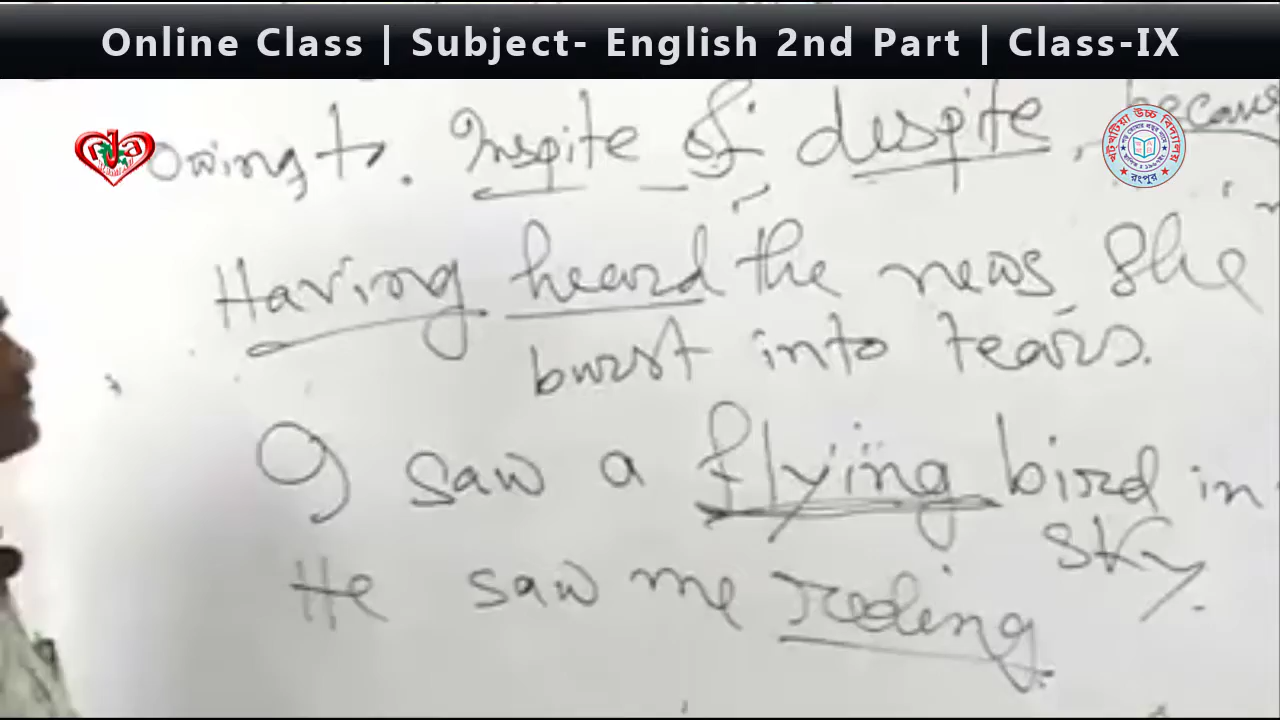 Online Class | Subject- English 2nd Part | Class-IX
Owing to. Inspite of despite, becaus
Having heard the news, She
burst into tears.
I saw a flying bird in
sky.
He saw me
রংপুর